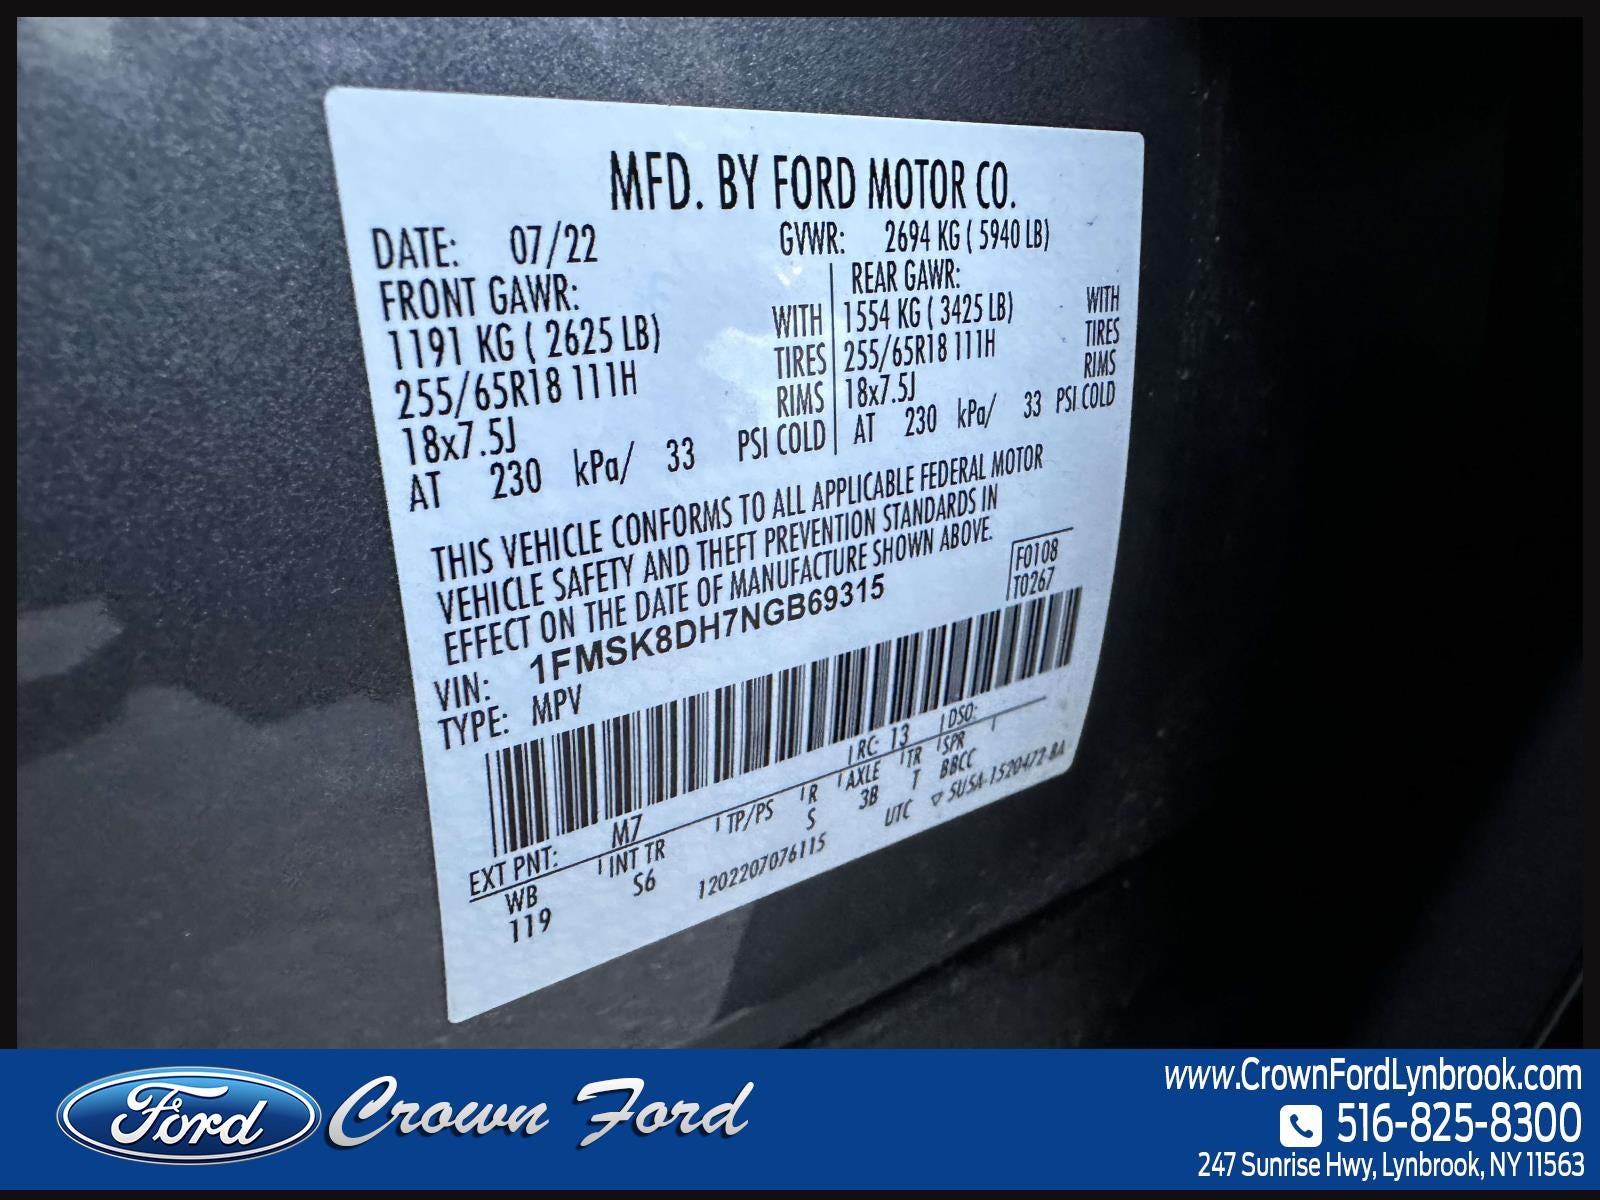 MFD. BY FORD MOTOR CO.
DATE: 07/22 GVWR: 2694 KG ( 5940 LB)
FRONT GAWR: REAR GAWR:
1191 KG ( 2625 LB) WITH 1554 KG ( 3425 LB) WITH
255/65R18 111H TIRES 255/65R18 111H TIRES
18x7.5J RIMS 18x7.5J RIMS
AT 230 kPa/ 33 PSI COLD AT 230 kPa/ 33 PSI COLD
THIS VEHICLE CONFORMS TO ALL APPLICABLE FEDERAL MOTOR
VEHICLE SAFETY AND THEFT PREVENTION STANDARDS IN
EFFECT ON THE DATE OF MANUFACTURE SHOWN ABOVE.
F0108
T0267
VIN: 1FMSK8DH7NGB69315
TYPE: MPV
EXT PNT: M7 RC: 13 DSO:
WB INT TR TP/PS R AXLE TR SPR
119 S6 S 3B T BBCC
1202207076115 UTC ▽ 5U5A-1520472-BA
Ford Crown Ford
www.CrownFordLynbrook.com
516-825-8300
247 Sunrise Hwy, Lynbrook, NY 11563